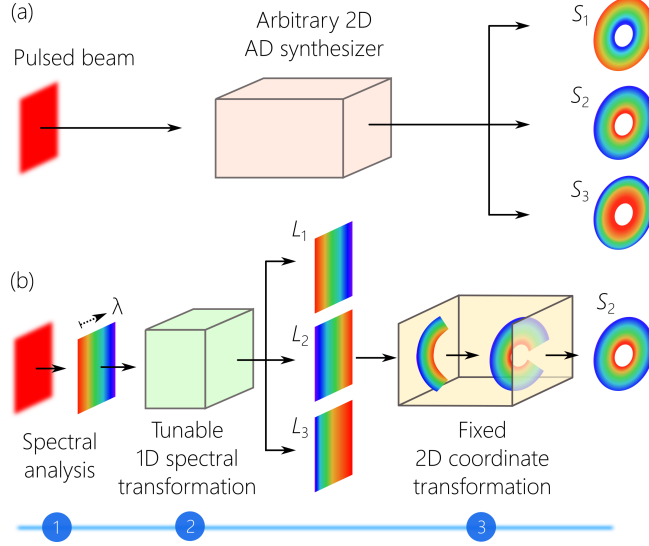 (a)
Arbitrary 2D
AD synthesizer
Pulsed beam
S1
S2
S3
(b)
λ
L1
L2
L3
S2
Spectral
analysis
Tunable
1D spectral
transformation
Fixed
2D coordinate
transformation
1
2
3